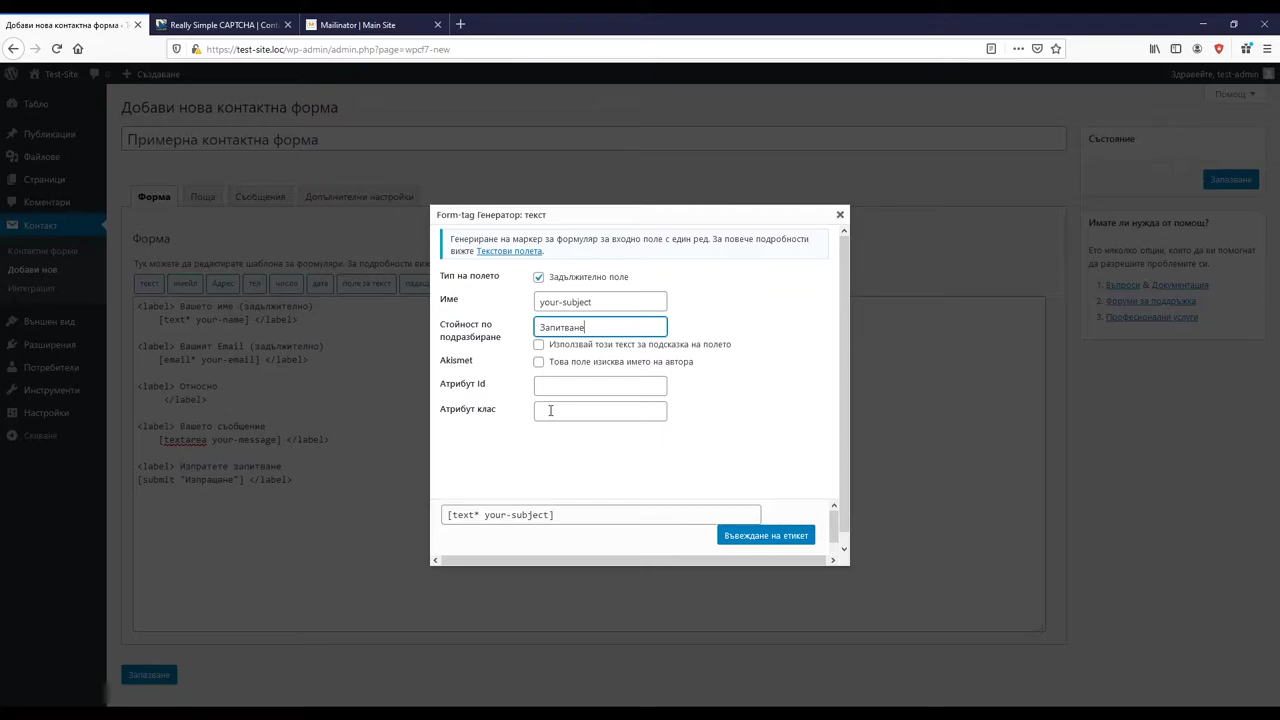 Добави нова контактна форма ‹ T
Really Simple CAPTCHA | Cont
Mailinator | Main Site
https://test-site.loc/wp-admin/admin.php?page=wpcf7-new
Test-Site
0
Създаване
Здравейте, test-admin
Табло
Публикации
Файлове
Страници
Коментари
Контакт
Контактни форми
Добави нов
Интеграция
Външен вид
Разширения
Потребители
Инструменти
Настройки
Скиване
Помощ
Добави нова контактна форма
Примерна контактна форма
Форма
Поща
Съобщения
Допълнителни настройки
Форма
Тук можете да редактирате шаблона за формуляри. За подробности ви
текст
имейл
Адрес
тел
число
дата
поле за текст
<label> Вашето име (задължително)
[text* your-name] </label>
<label> Вашият Email (задължително)
[email* your-email] </label>
<label> Относно
</label>
<label> Вашето съобщение
[textarea your-message] </label>
<label> Изпратете запитване
[submit "Изпращане"] </label>
Запазване
Състояние
Запазване
Имате ли нужда от помощ?
Ето няколко опции, които да ви помогнат
да разрешите проблемите си.
1. Въпроси & Документация
2. Форуми за поддръжка
3. Професионални услуги
Form-tag Генератор: текст
Генериране на маркер за формуляр за входно поле с един ред. За повече подробности
вижте Текстови полета.
Тип на полето
Задължително поле
Име
your-subject
Стойност по
подразбиране
Запитване
Използвай този текст за подсказка на полето
Akismet
Това поле изисква името на автора
Атрибут Id
Атрибут клас
[text* your-subject]
Въвеждане на етикет